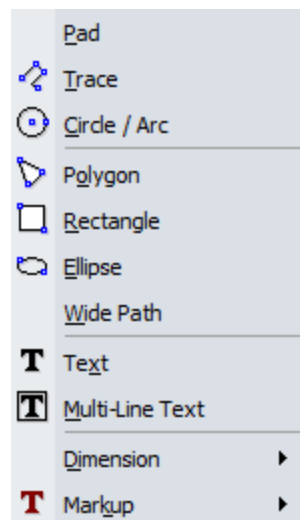 Pad
Trace
Circle / Arc
Polygon
Rectangle
Ellipse
Wide Path
T Text
T Multi-Line Text
Dimension
T Markup